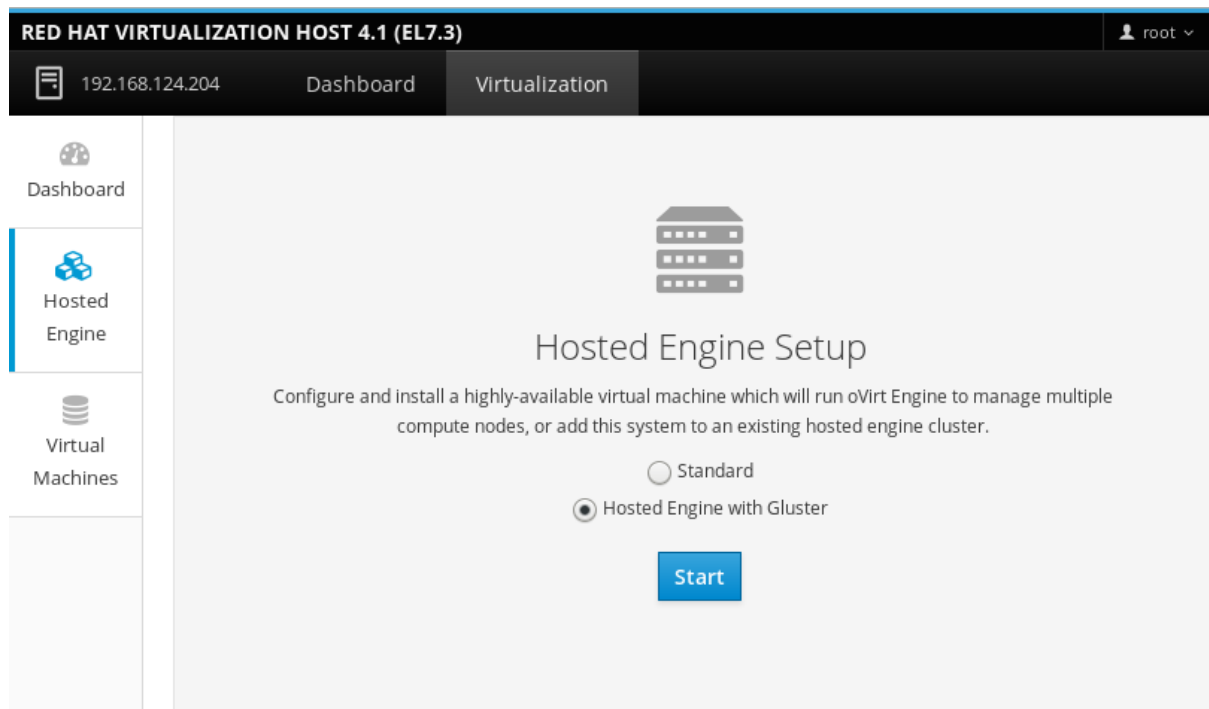 RED HAT VIRTUALIZATION HOST 4.1 (EL7.3)
root
192.168.124.204
Dashboard
Virtualization
Dashboard
Hosted
Engine
Virtual
Machines
Hosted Engine Setup
Configure and install a highly-available virtual machine which will run oVirt Engine to manage multiple
compute nodes, or add this system to an existing hosted engine cluster.
Standard
Hosted Engine with Gluster
Start